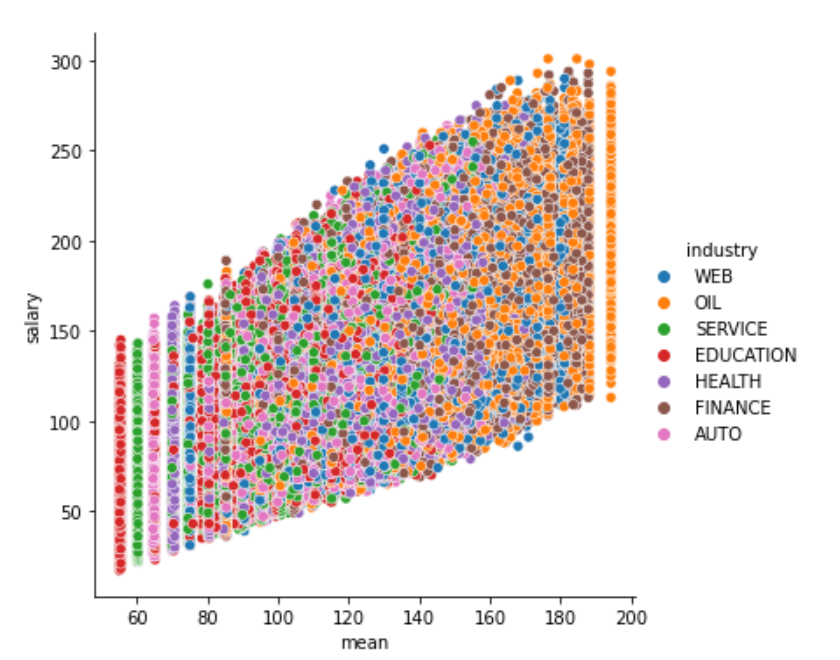 300
250
200
150
100
50
salary
60 80 100 120 140 160 180 200
mean
industry
WEB
OIL
SERVICE
EDUCATION
HEALTH
FINANCE
AUTO